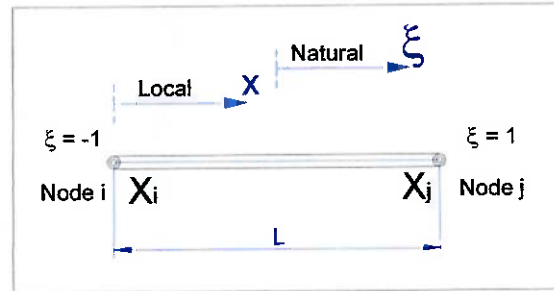 Natural ξ
Local x
ξ = -1 ξ = 1
Node i Xi Xj Node j
L